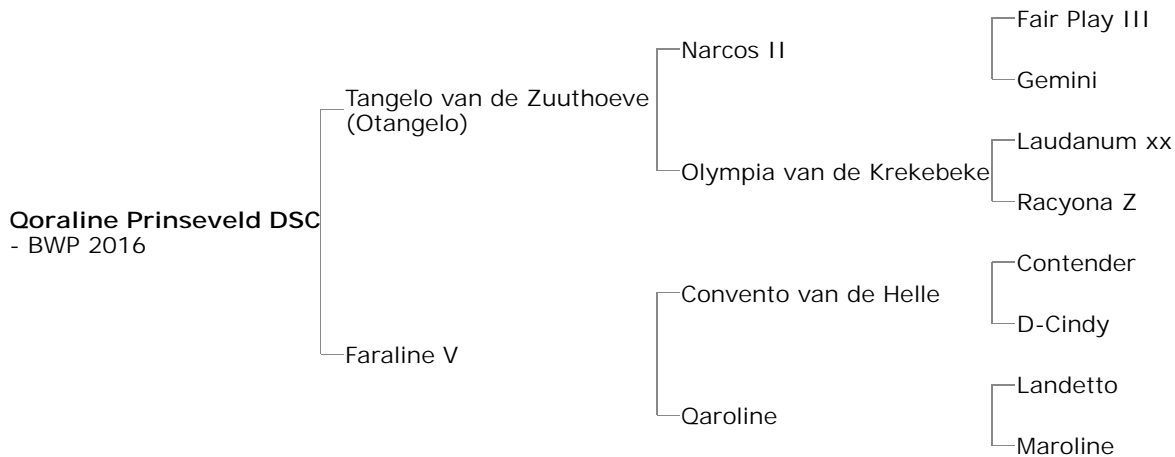 Fair Play III
Narcos II
Gemini
Tangelo van de Zuuthoeve
(Otangelo)
Laudanum xx
Olympia van de Krekebeke
Racyona Z
Qoraline Prinseveld DSC
- BWP 2016
Contender
Convento van de Helle
D-Cindy
Faraline V
Landetto
Qaroline
Maroline